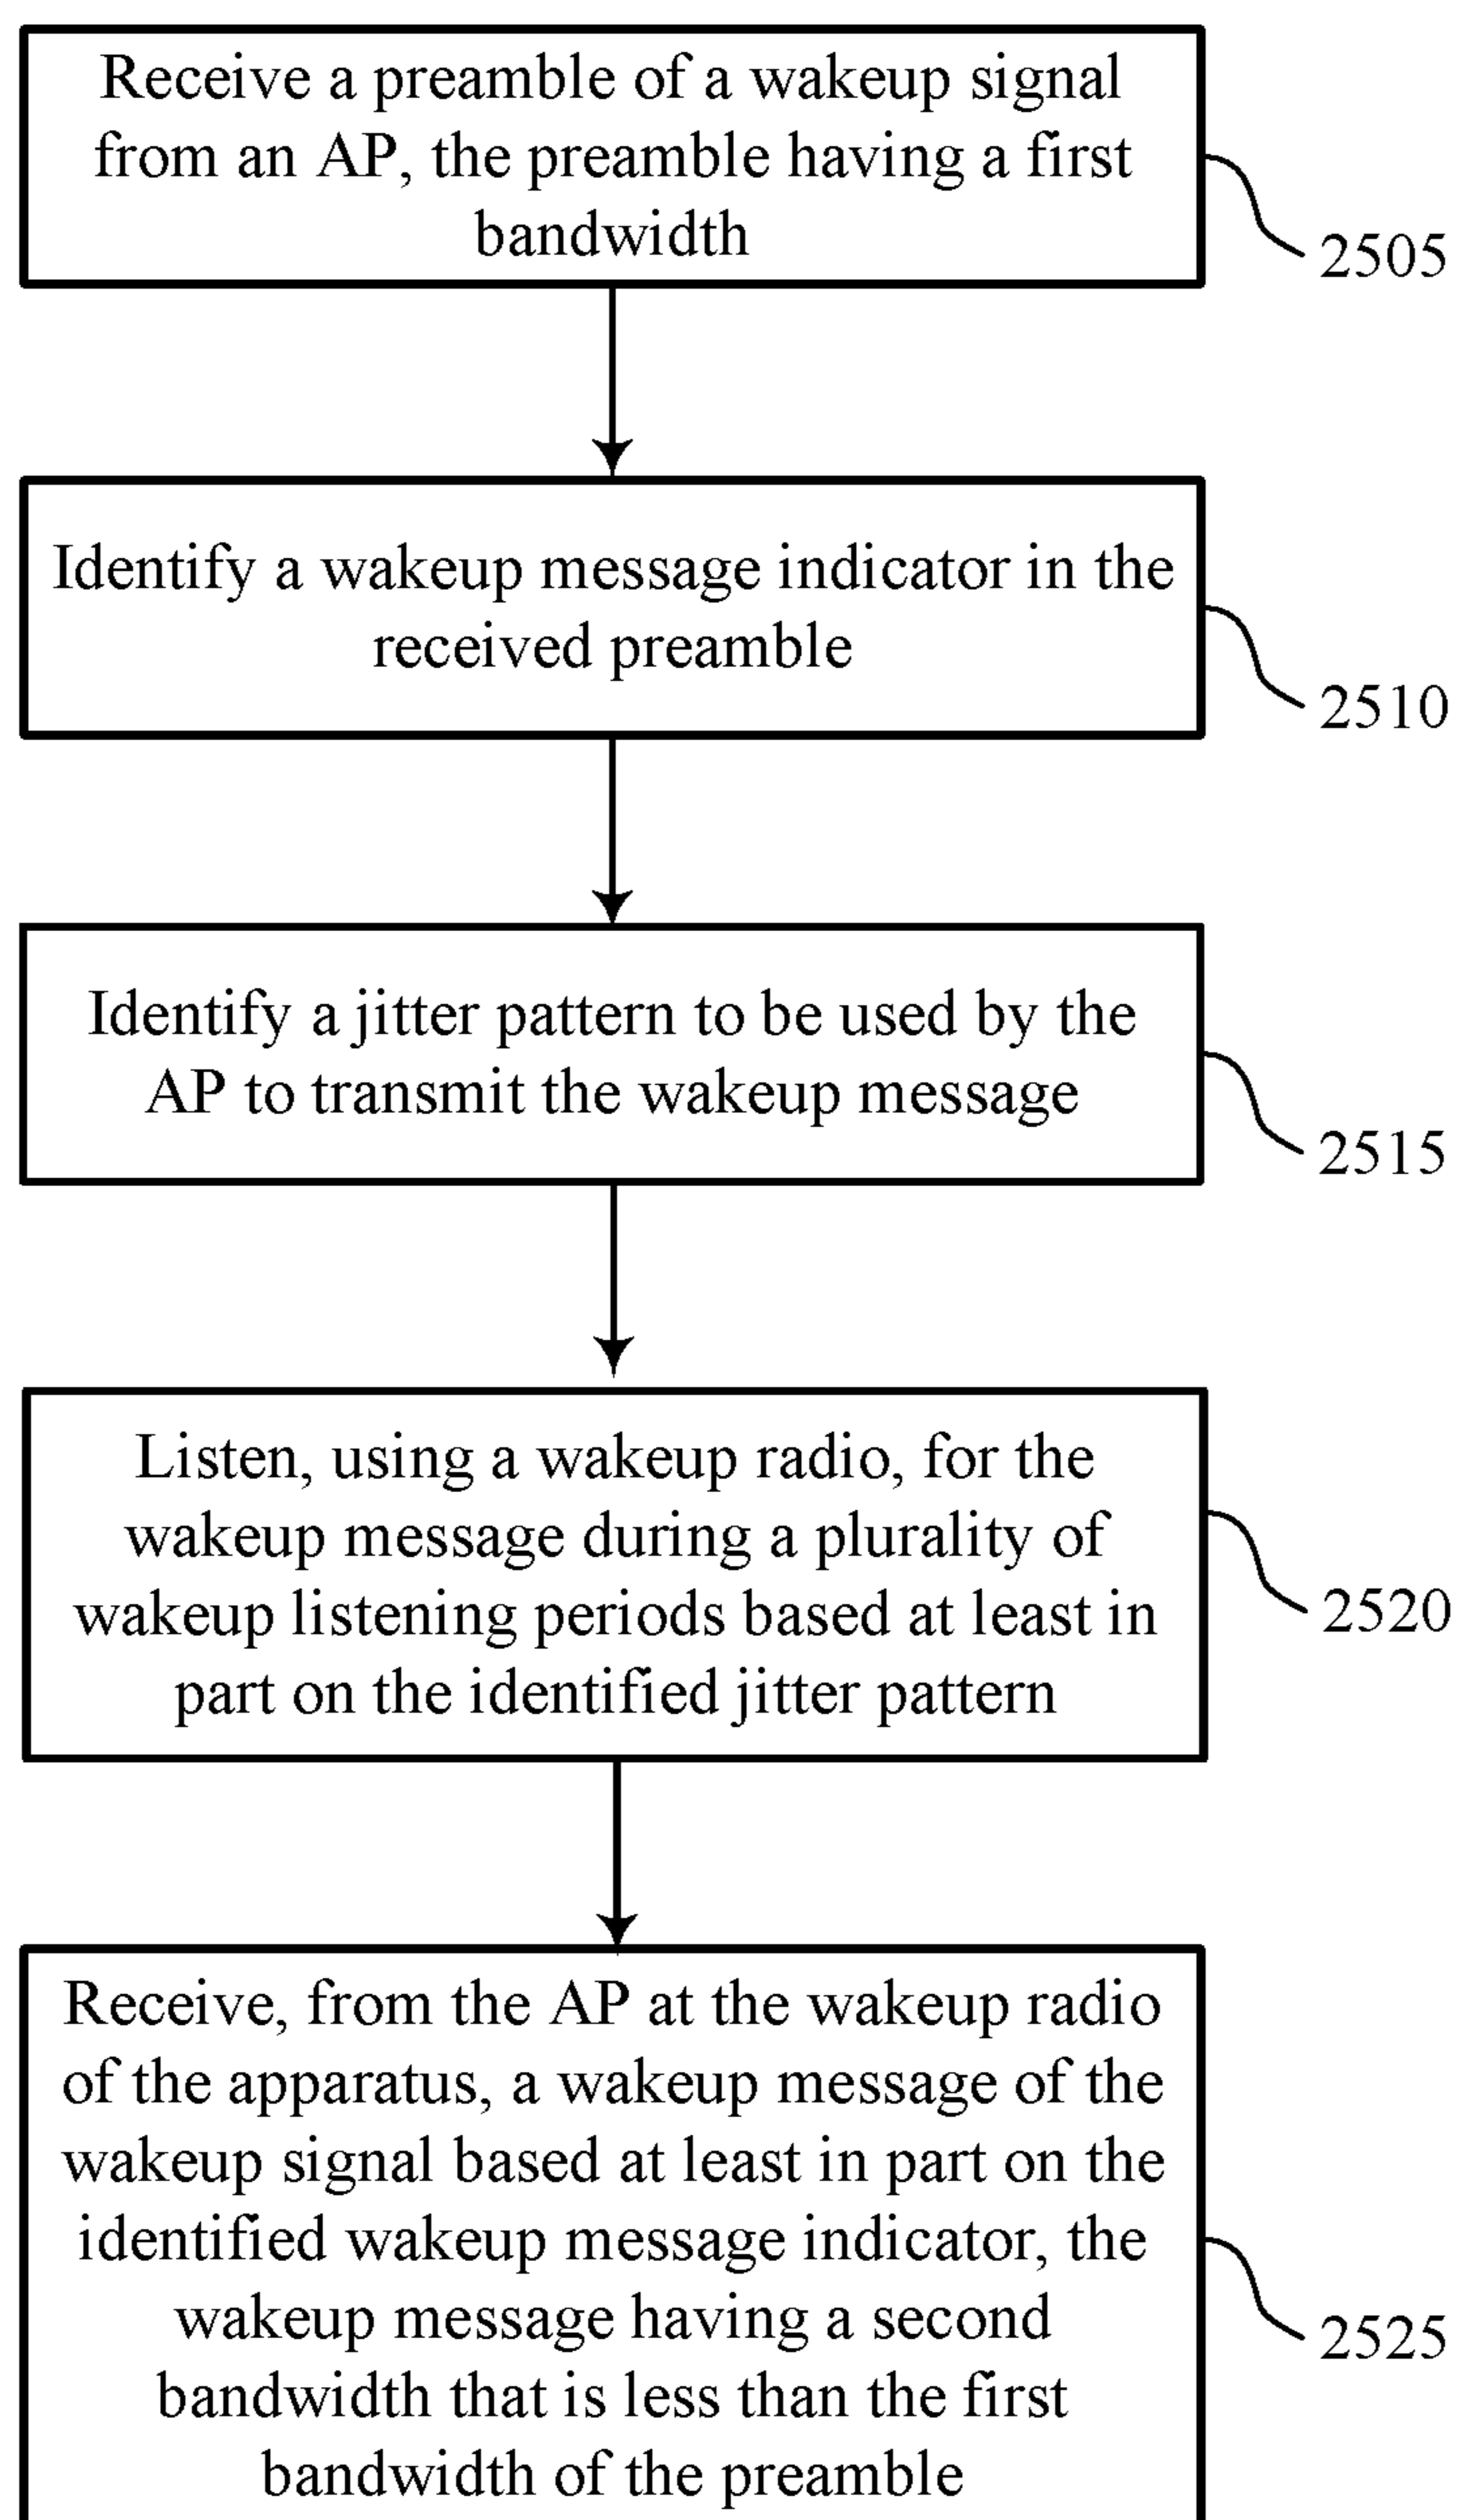 Receive a preamble of a wakeup signal
from an AP, the preamble having a first
bandwidth
2505
Identify a wakeup message indicator in the
received preamble
2510
Identify a jitter pattern to be used by the
AP to transmit the wakeup message
2515
Listen, using a wakeup radio, for the
wakeup message during a plurality of
wakeup listening periods based at least in
part on the identified jitter pattern
2520
Receive, from the AP at the wakeup radio
of the apparatus, a wakeup message of the
wakeup signal based at least in part on the
identified wakeup message indicator, the
wakeup message having a second
bandwidth that is less than the first
bandwidth of the preamble
2525